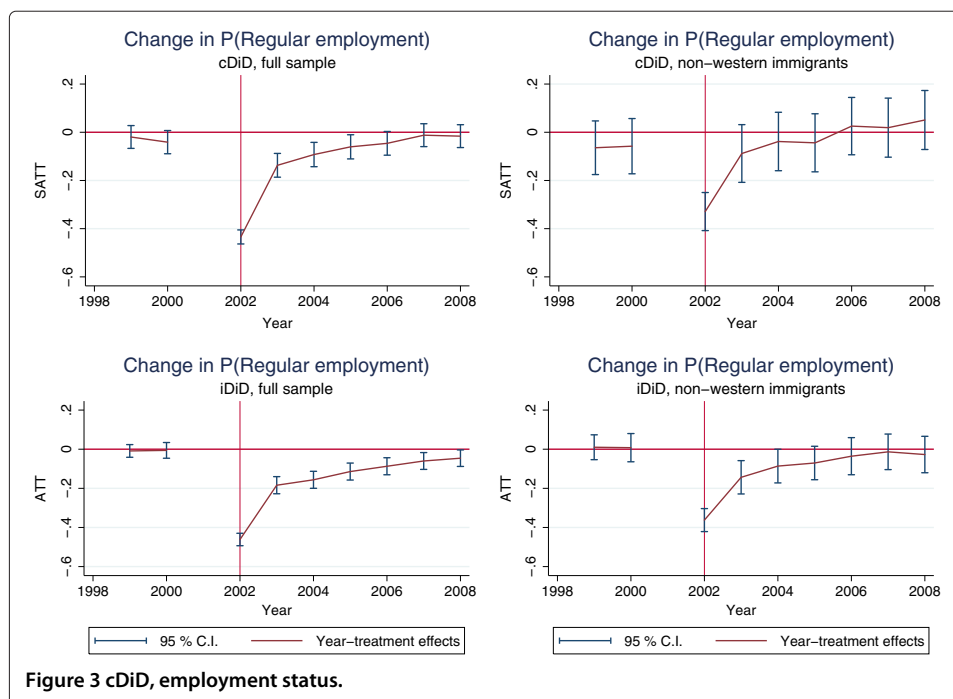 Change in P(Regular employment)
cDiD, full sample
.2
0
−.2
−.4
−.6
SATT
1998 2000 2002 2004 2006 2008
Year
Change in P(Regular employment)
cDiD, non−western immigrants
.2
0
−.2
−.4
−.6
SATT
1998 2000 2002 2004 2006 2008
Year
Change in P(Regular employment)
iDiD, full sample
.2
0
−.2
−.4
−.6
ATT
1998 2000 2002 2004 2006 2008
Year
95 % C.I. Year−treatment effects
Change in P(Regular employment)
iDiD, non−western immigrants
.2
0
−.2
−.4
−.6
ATT
1998 2000 2002 2004 2006 2008
Year
95 % C.I. Year−treatment effects
Figure 3 cDiD, employment status.